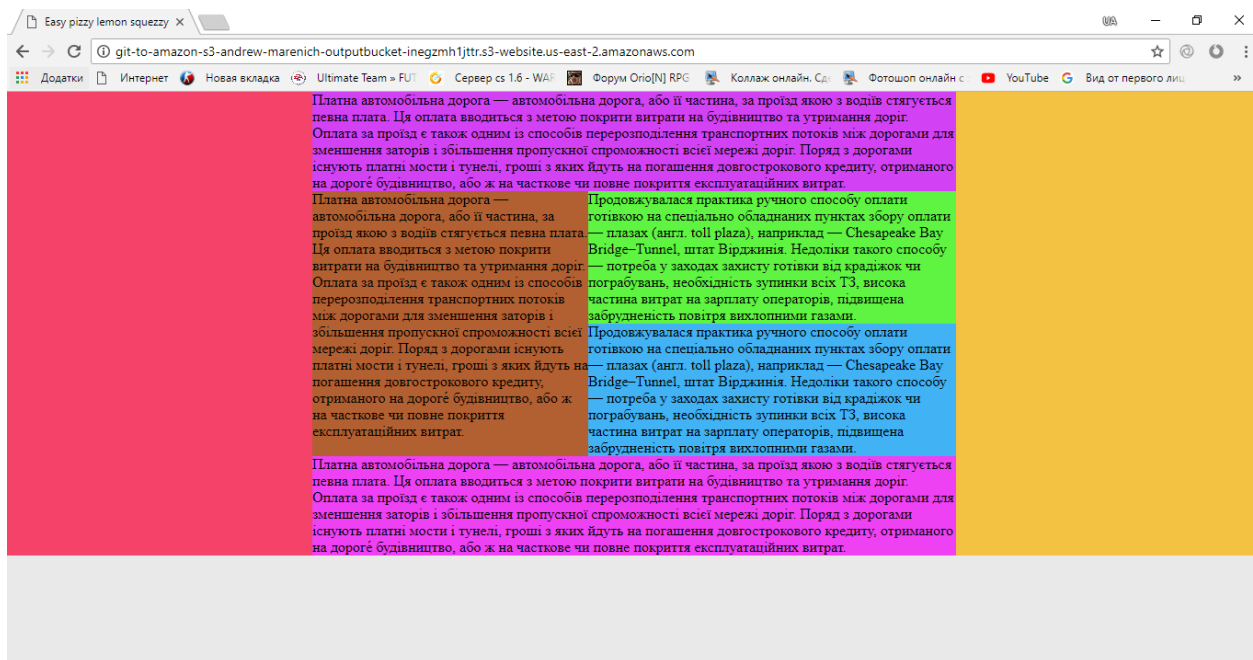 Easy pizzy lemon squezzy
UA
git-to-amazon-s3-andrew-marenich-outputbucket-inegzmh1jttr.s3-website.us-east-2.amazonaws.com
Додатки Интернет Новая вкладка Ultimate Team » FUT Сервер cs 1.6 - WAR Форум Orio[N] RPG Коллаж онлайн. Сде Фотошоп онлайн с YouTube Вид от первого лиц »
Платна автомобільна дорога — автомобільна дорога, або її частина, за проїзд якою з водіїв стягується
певна плата. Ця оплата вводиться з метою покрити витрати на будівництво та утримання доріг.
Оплата за проїзд є також одним із способів перерозподілення транспортних потоків між дорогами для
зменшення заторів і збільшення пропускної спроможності всієї мережі доріг. Поряд з дорогами
існують платні мости і тунелі, гроші з яких йдуть на погашення довгострокового кредиту, отриманого
на дороге́ будівництво, або ж на часткове чи повне покриття експлуатаційних витрат.
Платна автомобільна дорога —
автомобільна дорога, або її частина, за
проїзд якою з водіїв стягується певна плата.
Ця оплата вводиться з метою покрити
витрати на будівництво та утримання доріг.
Оплата за проїзд є також одним із способів
перерозподілення транспортних потоків
між дорогами для зменшення заторів і
збільшення пропускної спроможності всієї
мережі доріг. Поряд з дорогами існують
платні мости і тунелі, гроші з яких йдуть на
погашення довгострокового кредиту,
отриманого на дороге́ будівництво, або ж
на часткове чи повне покриття
експлуатаційних витрат.
Продовжувалася практика ручного способу оплати
готівкою на спеціально обладнаних пунктах збору оплати
— плазах (англ. toll plaza), наприклад — Chesapeake Bay
Bridge–Tunnel, штат Вірджинія. Недоліки такого способу
— потреба у заходах захисту готівки від крадіжок чи
пограбувань, необхідність зупинки всіх ТЗ, висока
частина витрат на зарплату операторів, підвищена
забрудненість повітря вихлопними газами.
Продовжувалася практика ручного способу оплати
готівкою на спеціально обладнаних пунктах збору оплати
— плазах (англ. toll plaza), наприклад — Chesapeake Bay
Bridge–Tunnel, штат Вірджинія. Недоліки такого способу
— потреба у заходах захисту готівки від крадіжок чи
пограбувань, необхідність зупинки всіх ТЗ, висока
частина витрат на зарплату операторів, підвищена
забрудненість повітря вихлопними газами.
Платна автомобільна дорога — автомобільна дорога, або її частина, за проїзд якою з водіїв стягується
певна плата. Ця оплата вводиться з метою покрити витрати на будівництво та утримання доріг.
Оплата за проїзд є також одним із способів перерозподілення транспортних потоків між дорогами для
зменшення заторів і збільшення пропускної спроможності всієї мережі доріг. Поряд з дорогами
існують платні мости і тунелі, гроші з яких йдуть на погашення довгострокового кредиту, отриманого
на дороге́ будівництво, або ж на часткове чи повне покриття експлуатаційних витрат.